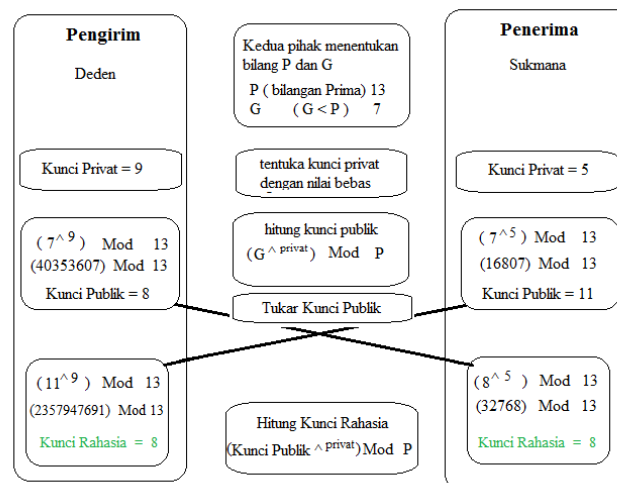 Pengirim
Deden
Kunci Privat = 9
( 7^9 ) Mod 13
(40353607) Mod 13
Kunci Publik = 8
(11^9 ) Mod 13
(2357947691) Mod 13
Kunci Rahasia = 8
Kedua pihak menentukan
bilang P dan G
P ( bilangan Prima) 13
G ( G < P ) 7
tentuka kunci privat
dengan nilai bebas
hitung kunci publik
(G ^ privat) Mod P
Tukar Kunci Publik
Hitung Kunci Rahasia
(Kunci Publik ^ privat) Mod P
Penerima
Sukmana
Kunci Privat = 5
( 7^5 ) Mod 13
(16807) Mod 13
Kunci Publik = 11
(8^ 5 ) Mod 13
(32768) Mod 13
Kunci Rahasia = 8